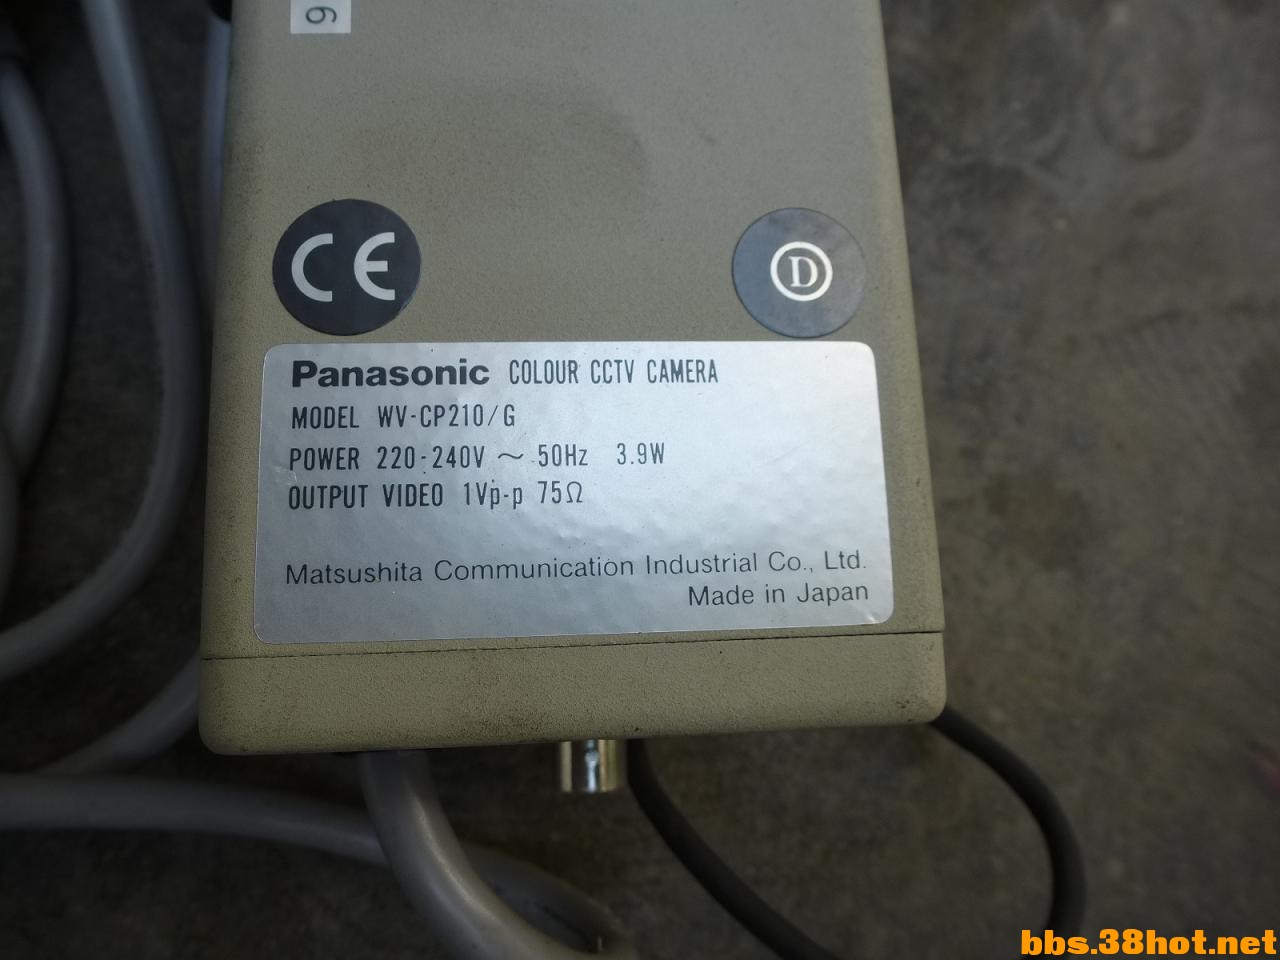 9
CE
D
Panasonic COLOUR CCTV CAMERA
MODEL WV-CP210/G
POWER 220-240V ~ 50Hz 3.9W
OUTPUT VIDEO 1Vp-p 75Ω
Matsushita Communication Industrial Co., Ltd.
Made in Japan
bbs.38hot.net